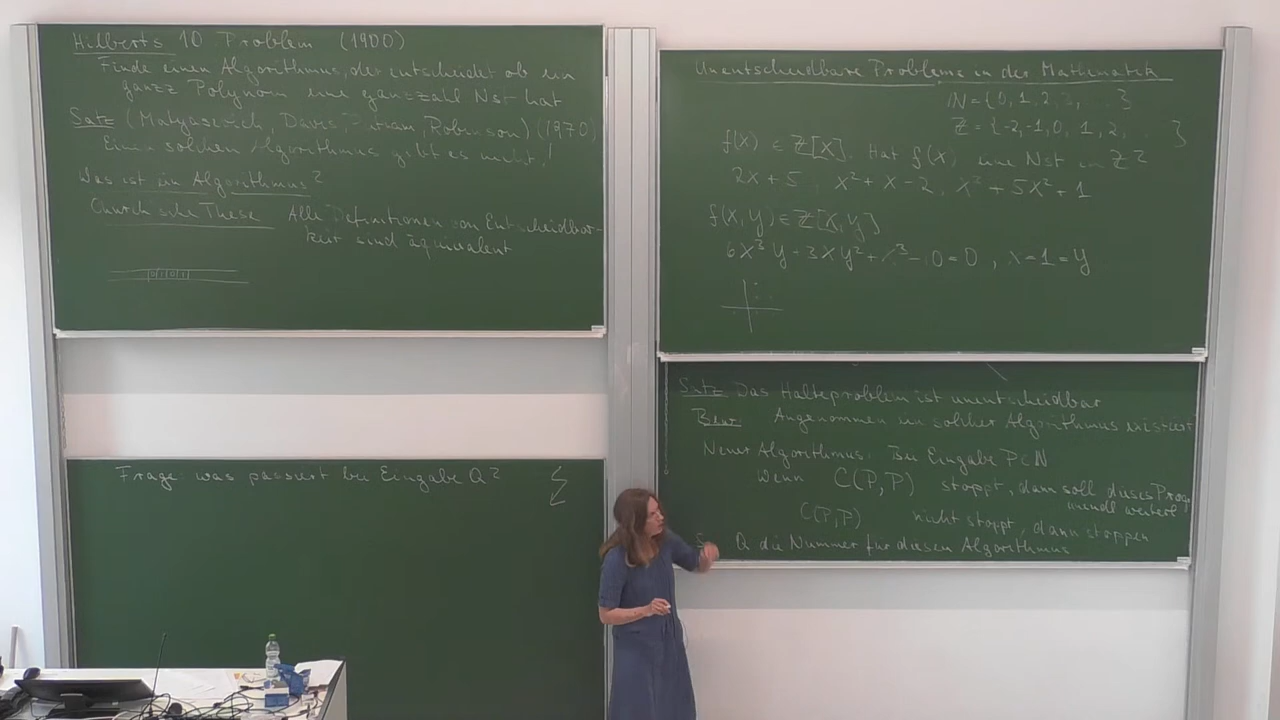 Hilberts 10 Problem (1900)
Finde einen Algorithmus, der entscheidet ob ein
ganzz Polynom eine ganzzahl Nst hat
Satz (Matyasevich, Davis, Putnam, Robinson) (1970)
Einen solchen Algorithmus gibt es nicht!
Was ist ein Algorithmus?
Church'sche These Alle Definitionen von Entscheidbar-
keit sind äquivalent
0101
Unentscheidbare Probleme in der Mathematik
ℕ = {0, 1, 2, 3, ... }
ℤ = {-2, -1, 0, 1, 2, ... }
f(X) ∈ ℤ[X]. Hat f(X) eine Nst in ℤ?
2X + 5, X² + X - 2, X³ + 5X² + 1
f(X, Y) ∈ ℤ[X, Y]
6X³Y - 3XY² + X³ - 10 = 0, X = 1 = Y
Satz Das Halteproblem ist unentscheidbar
Bew Angenommen ein solcher Algorithmus existiert
Neuer Algorithmus: Bei Eingabe P ∈ ℕ
Wenn C(P, P) stoppt, dann soll dieses Prog
unendl weiterl
C(P, P) nicht stoppt, dann stoppen
Q die Nummer für diesen Algorithmus
Frage: was passiert bei Eingabe Q?